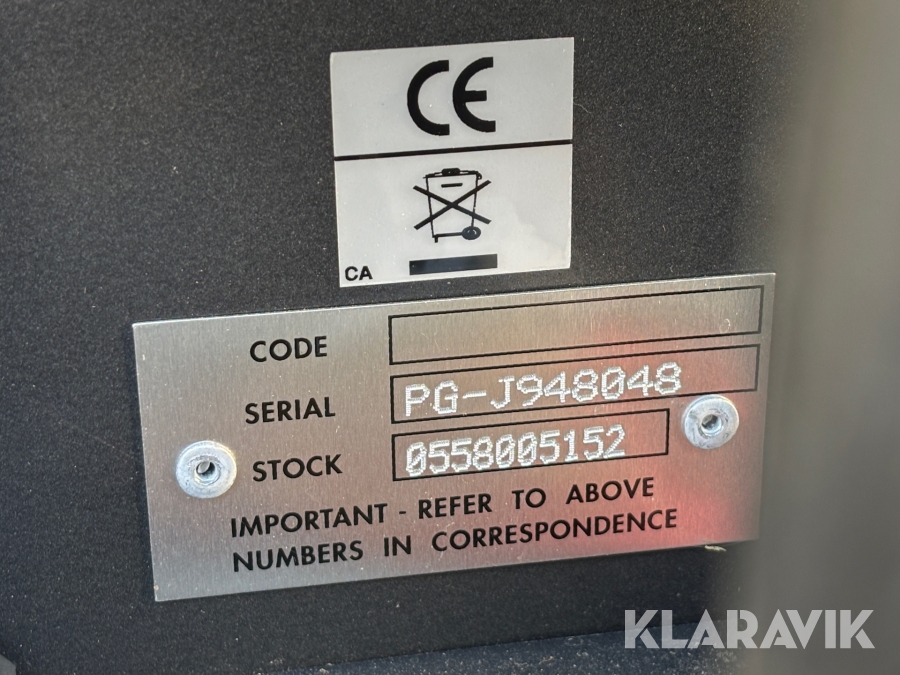 CE
CA
CODE
SERIAL PG-J948048
STOCK 0558005152
IMPORTANT - REFER TO ABOVE
NUMBERS IN CORRESPONDENCE
KLARAVIK